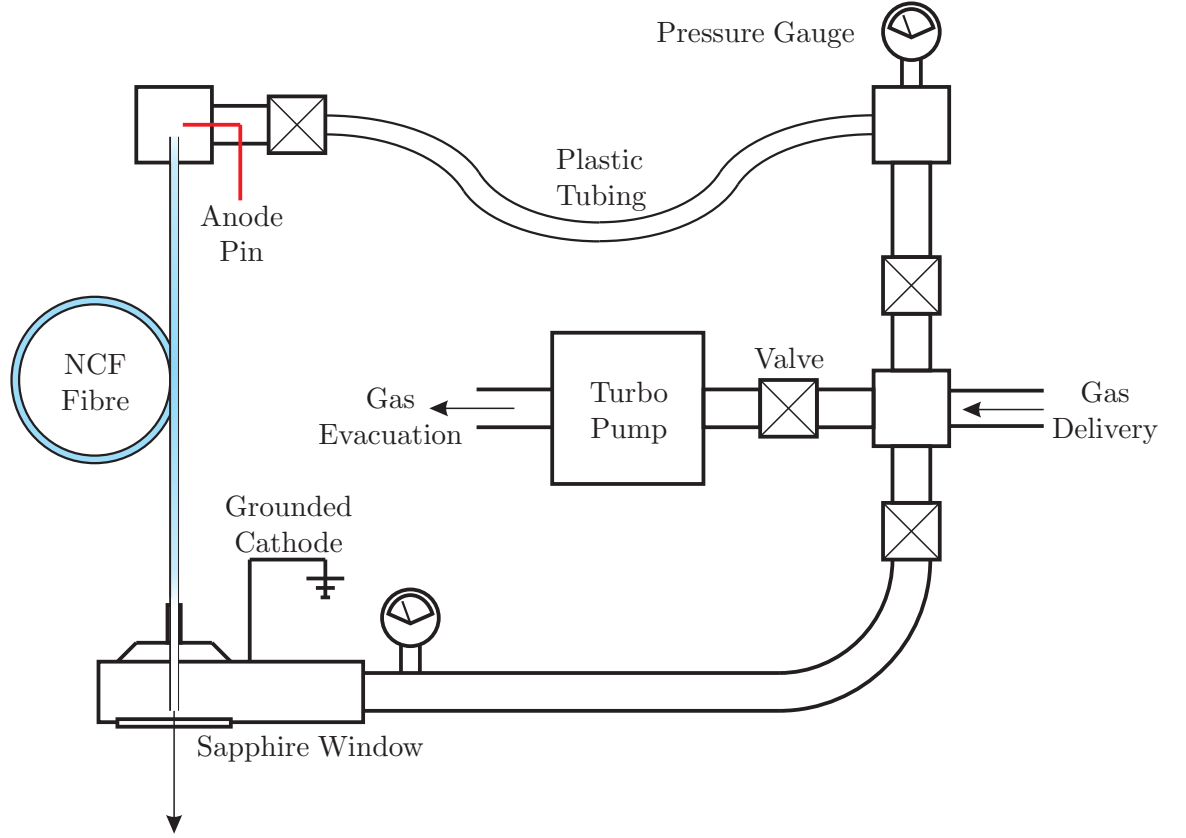 Pressure Gauge
Plastic
Tubing
Anode
Pin
NCF
Fibre
Valve
Gas
Evacuation
Turbo
Pump
Gas
Delivery
Grounded
Cathode
Sapphire Window